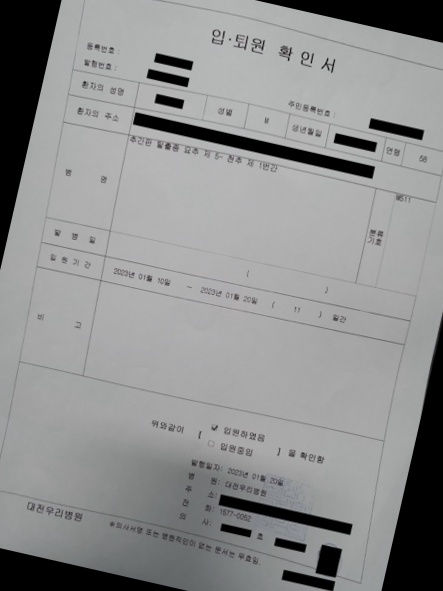 입·퇴원 확인서
등록번호 :
발행번호 :
주민등록번호 :
환자의 성명 성별 생년월일 연령 56
환자의 주소
병 명 추간판 탈출증 요추 제 5- 천추 제 1번간 분류기호 M511
발 병 일 ( )
입원기간 2023년 01월 10일 - 2023년 01월 20일 ( 11 ) 일간
비 고
위와같이 [ ☑ 입원하였음
□ 입원중임 ] 을 확인함
발행일자: 2023년 01월 20일
병 원: 대전우리병원
주 소:
전 화: 1577-0052
의 사: 호
대전우리병원
※의사서명 또는 병원직인이 없는 문서는 무효임.